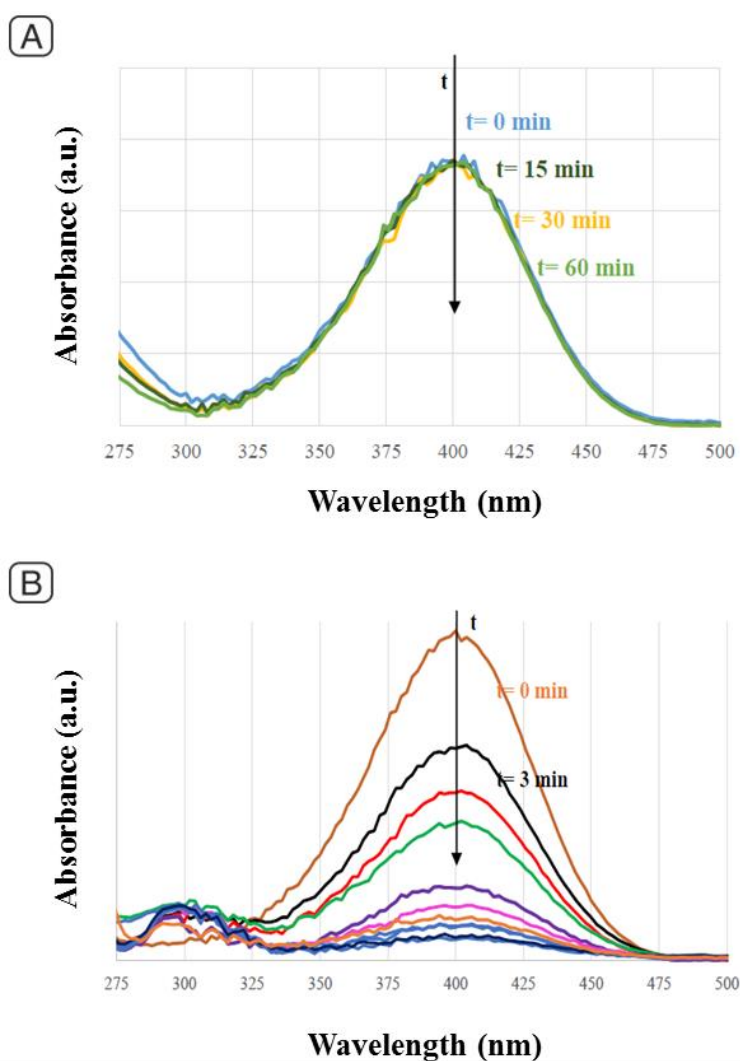 A
t
t= 0 min
t= 15 min
t= 30 min
t= 60 min
Absorbance (a.u.)
275 300 325 350 375 400 425 450 475 500
Wavelength (nm)
B
t
t= 0 min
t= 3 min
Absorbance (a.u.)
275 300 325 350 375 400 425 450 475 500
Wavelength (nm)